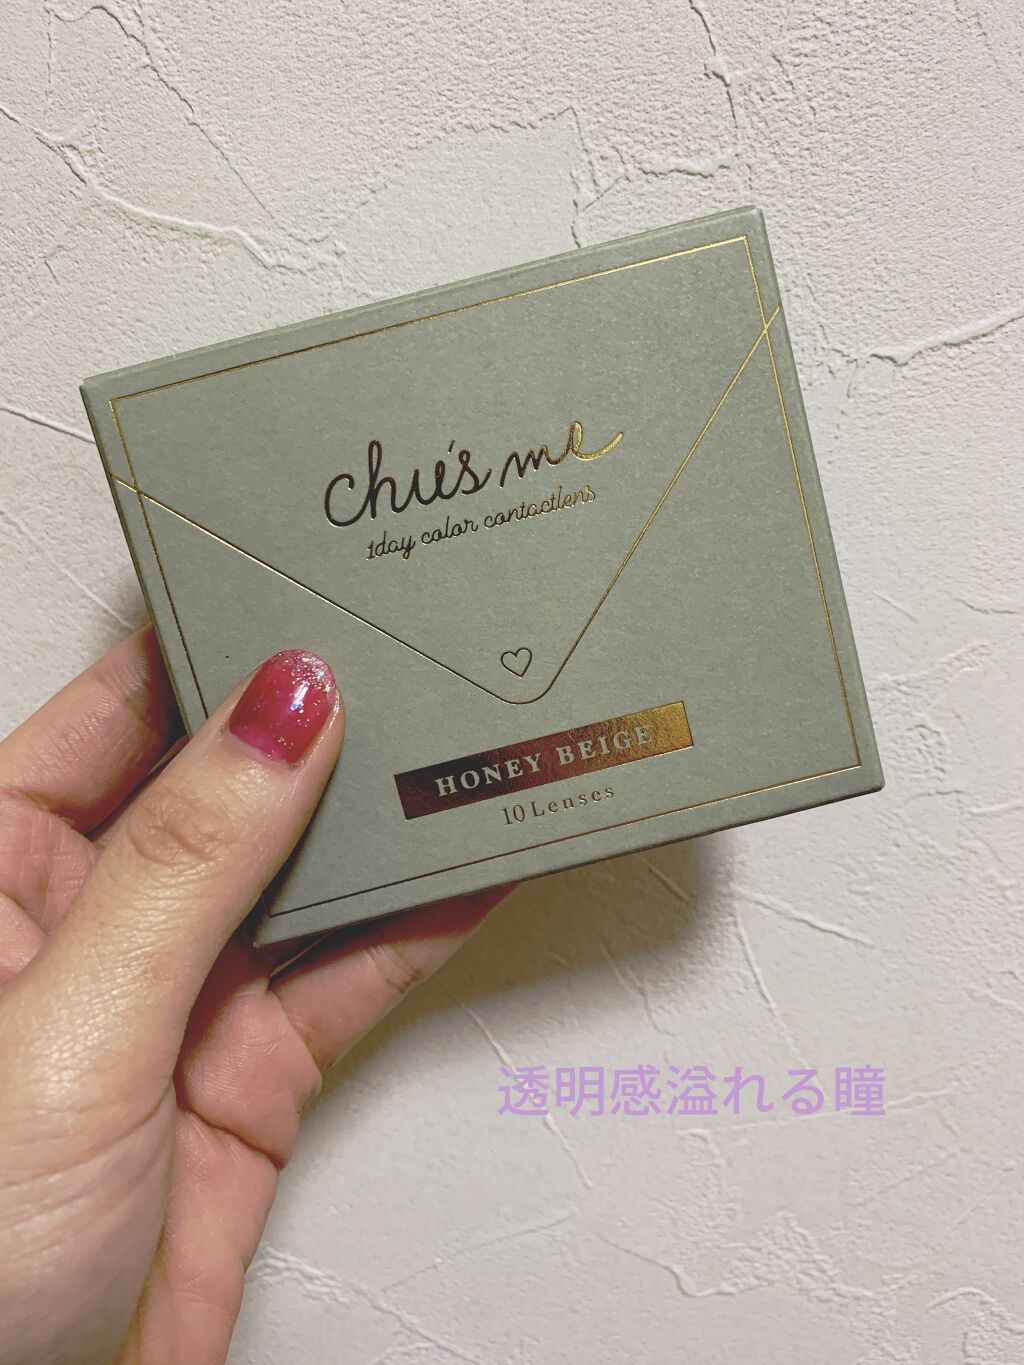 chu's me
1day color contactlens
HONEY BEIGE
10 Lenses
透明感溢れる瞳